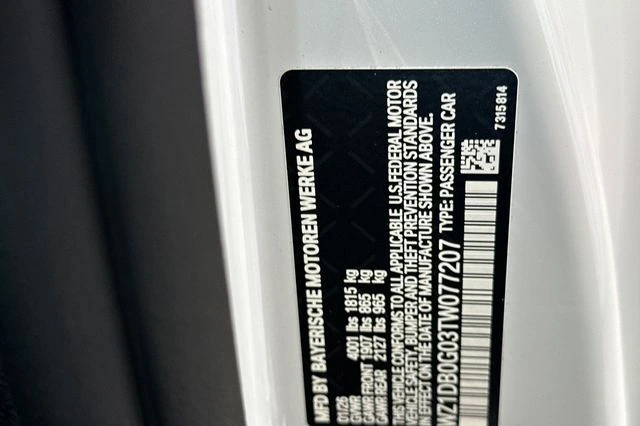 MFD BY BAYERISCHE MOTOREN WERKE AG
01/26
GVWR 4001 lbs 1815 kg
GAWR FRONT 1907 lbs 865 kg
GAWR REAR 2127 lbs 965 kg
THIS VEHICLE CONFORMS TO ALL APPLICABLE U.S. FEDERAL MOTOR
VEHICLE SAFETY, BUMPER AND THEFT PREVENTION STANDARDS
IN EFFECT ON THE DATE OF MANUFACTURE SHOWN ABOVE.
WZ1DB0G03TW077207 TYPE: PASSENGER CAR
7315814